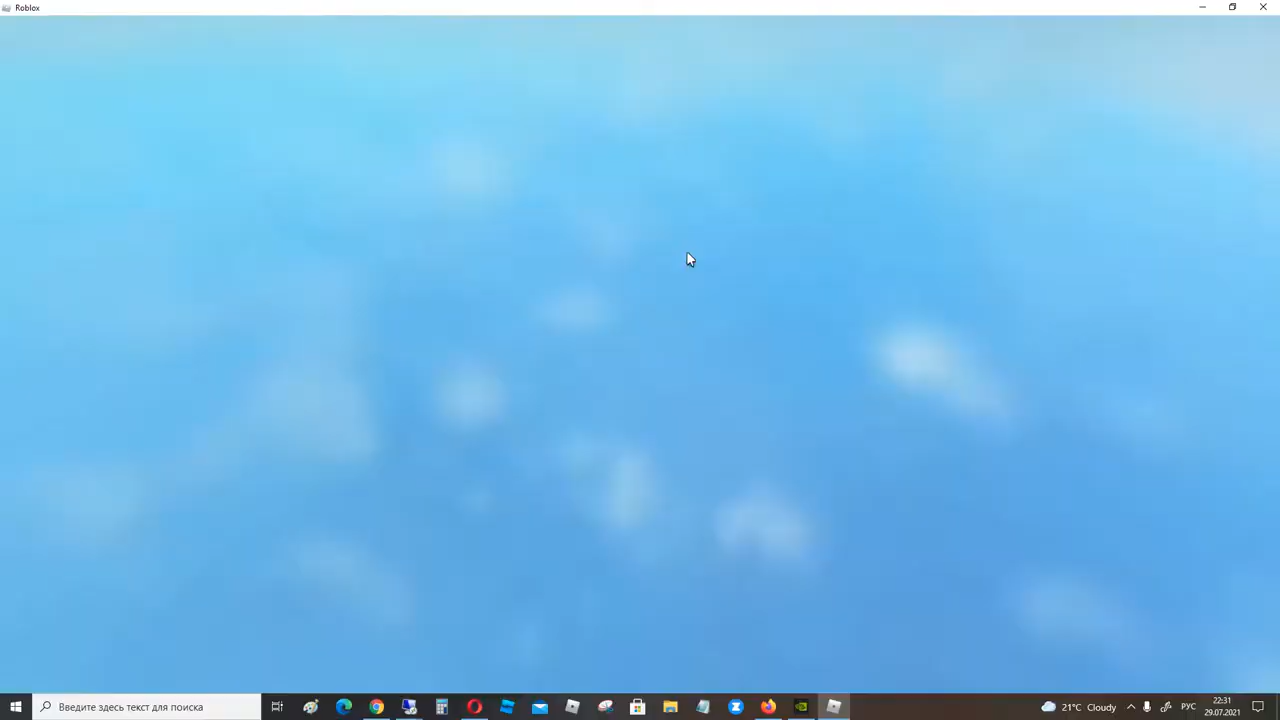 Roblox
Введите здесь текст для поиска
21°C Cloudy
РУС
22:31
29.07.2021